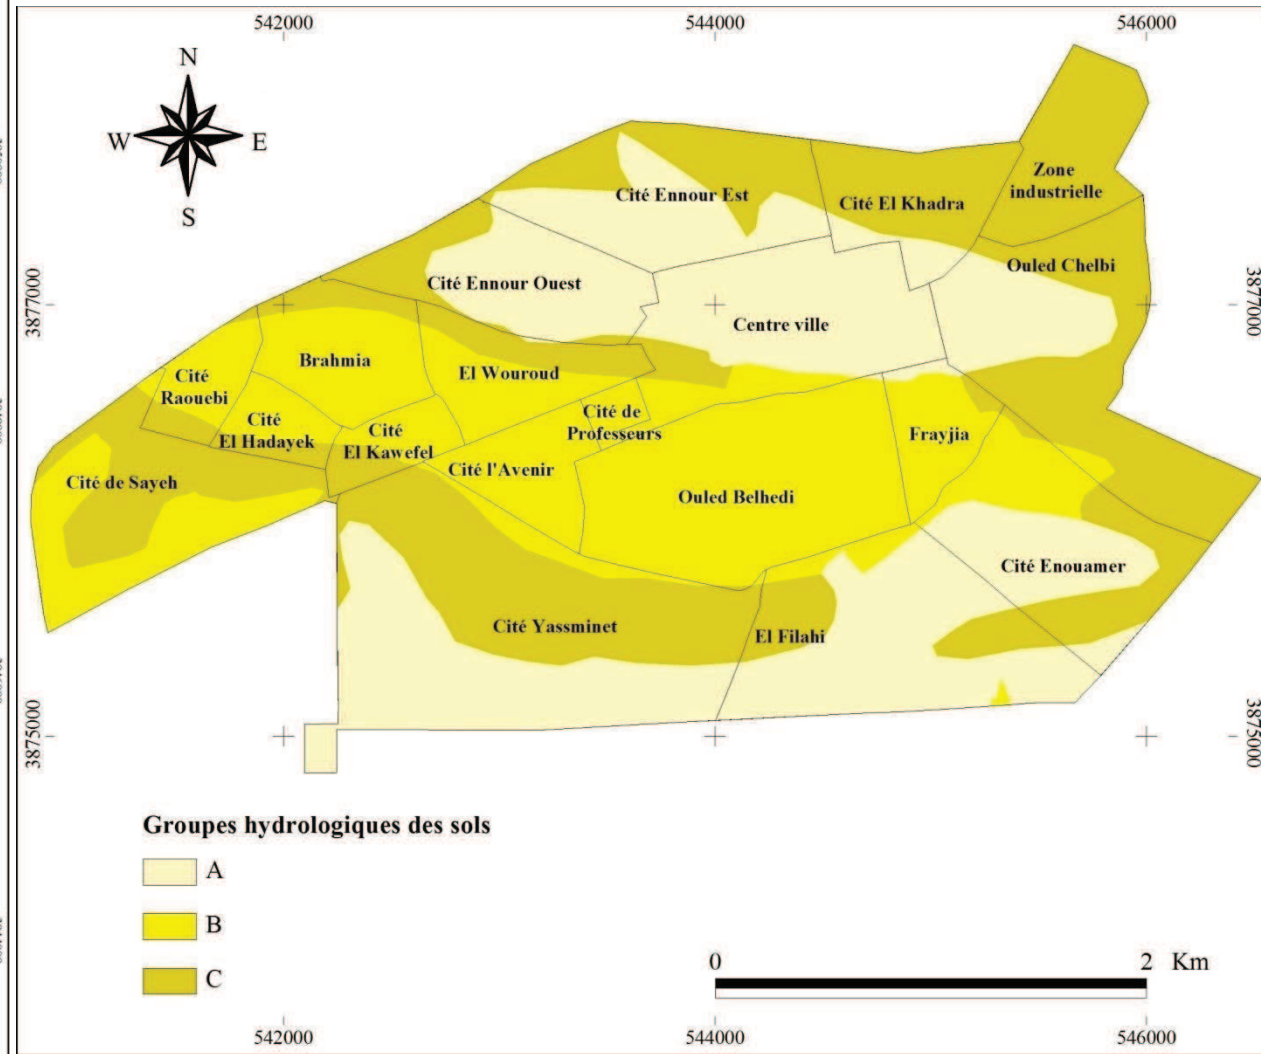 542000
544000
546000
N
W
E
S
Zone
industrielle
Cité Ennour Est
Cité El Khadra
Ouled Chelbi
3877000
3877000
Cité Ennour Ouest
Centre ville
Brahmia
El Wouroud
Cité
Raouebi
Cité de
Professeurs
Cité
El Hadayek
Cité
El Kawefel
Frayjia
Cité l'Avenir
Cité de Sayeh
Ouled Belhedi
Cité Enouamer
Cité Yassminet
El Filahi
3875000
3875000
Groupes hydrologiques des sols
A
B
C
0
2 Km
542000
544000
546000